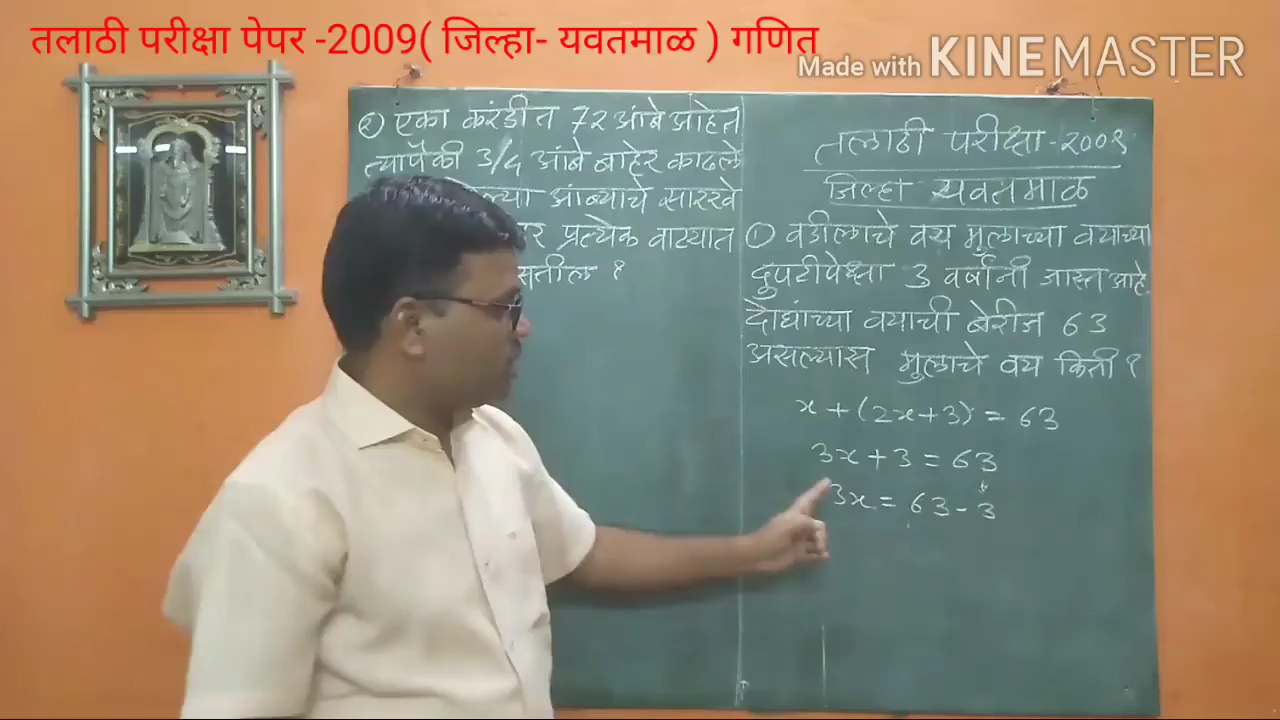 तलाठी परीक्षा पेपर -2009( जिल्हा- यवतमाळ ) गणित
Made with KINEMASTER
② एका करंडीत 72 आंबे आहेत
त्यापैकी 3/4 आंबे बाहेर काढले
आंब्याचे सारखे
प्रत्येक वाट्यात
असतील ?
तलाठी परीक्षा-2009
जिल्हा यवतमाळ
① वडीलाचे वय मुलाच्या वयाच्या
दुपटीपेक्षा 3 वर्षांनी जास्त आहे.
दोघांच्या वयाची बेरीज 63
असल्यास मुलाचे वय किती ?
x + (2x+3) = 63
3x + 3 = 63
3x = 63 - 3